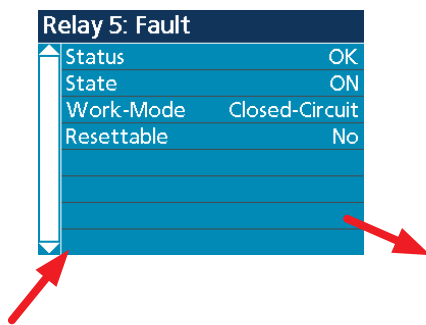 Relay 5: Fault
Status OK
State ON
Work-Mode Closed-Circuit
Resettable No